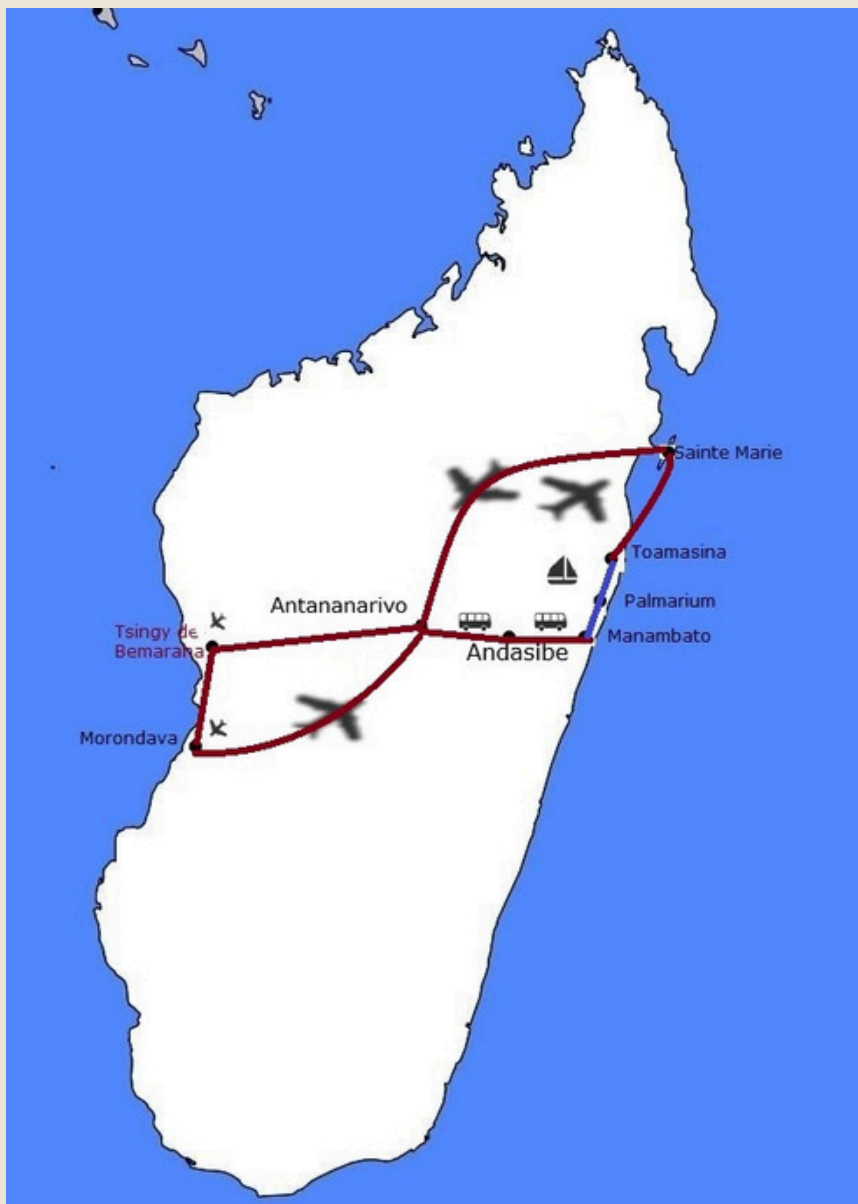 Sainte Marie
Toamasina
Antananarivo
Palmarium
Tsingy de
Bemaraha
Manambato
Andasibe
Morondava